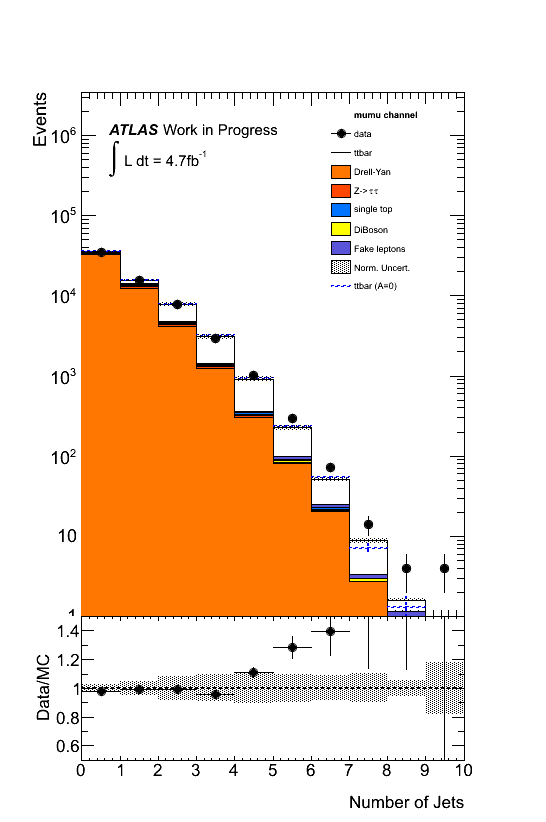 Events
10⁶
10⁵
10⁴
10³
10²
10
1
ATLAS Work in Progress
∫ L dt = 4.7fb⁻¹
mumu channel
data
ttbar
Drell-Yan
Z->ττ
single top
DiBoson
Fake leptons
Norm. Uncert.
ttbar (A=0)
Data/MC
1.4
1.2
1
0.8
0.6
0 1 2 3 4 5 6 7 8 9 10
Number of Jets